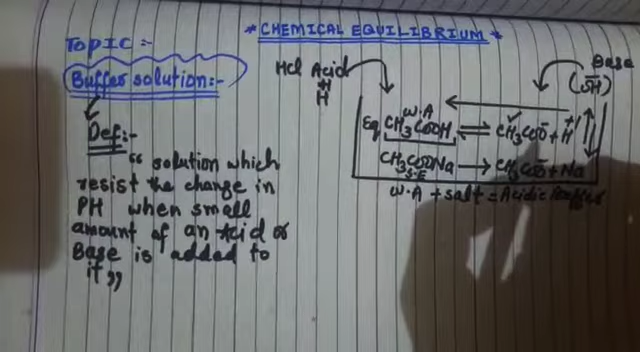 * CHEMICAL EQUILIBRIUM *
Topic :-
Buffer solution:-
Def:-
" solution which
resist the change in
PH when small
amount of an Acid or
Base is added to
it "
Hcl Acid
H
Base
(OH)
W.A
Eq CH3COOH ⇌ CH3COO⁻ + H⁺
CH3COONa → CH3COO⁻ + Na
S.E
W.A + salt = Acidic Buffer